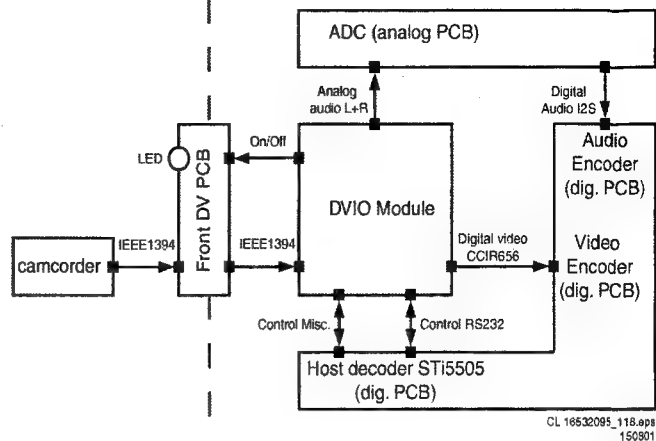 ADC (analog PCB)
Analog
audio L+R
Digital
Audio I2S
LED
On/Off
Front DV PCB
DVIO Module
Audio
Encoder
(dig. PCB)
camcorder
IEEE1394
IEEE1394
Digital video
CCIR656
Video
Encoder
(dig. PCB)
Control Misc.
Control RS232
Host decoder STi5505
(dig. PCB)
CL 16532095_118.eps
150801